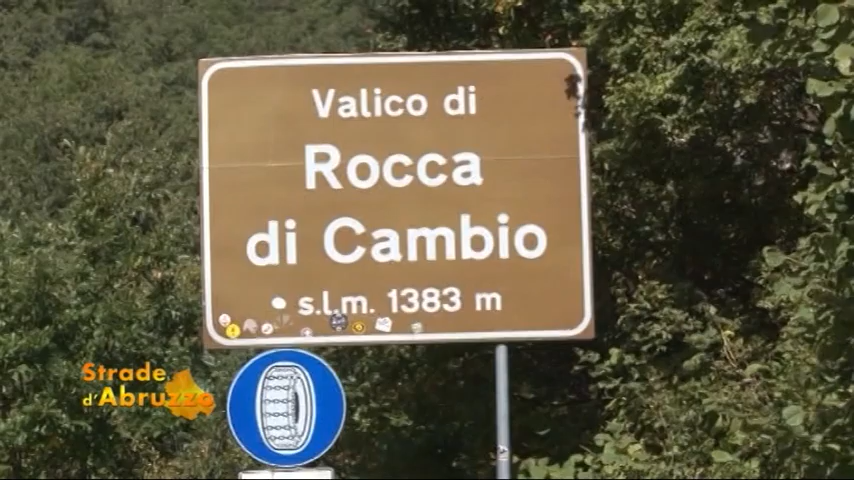 Valico di
Rocca
di Cambio
s.l.m. 1383 m
Strade
d'Abruzzo